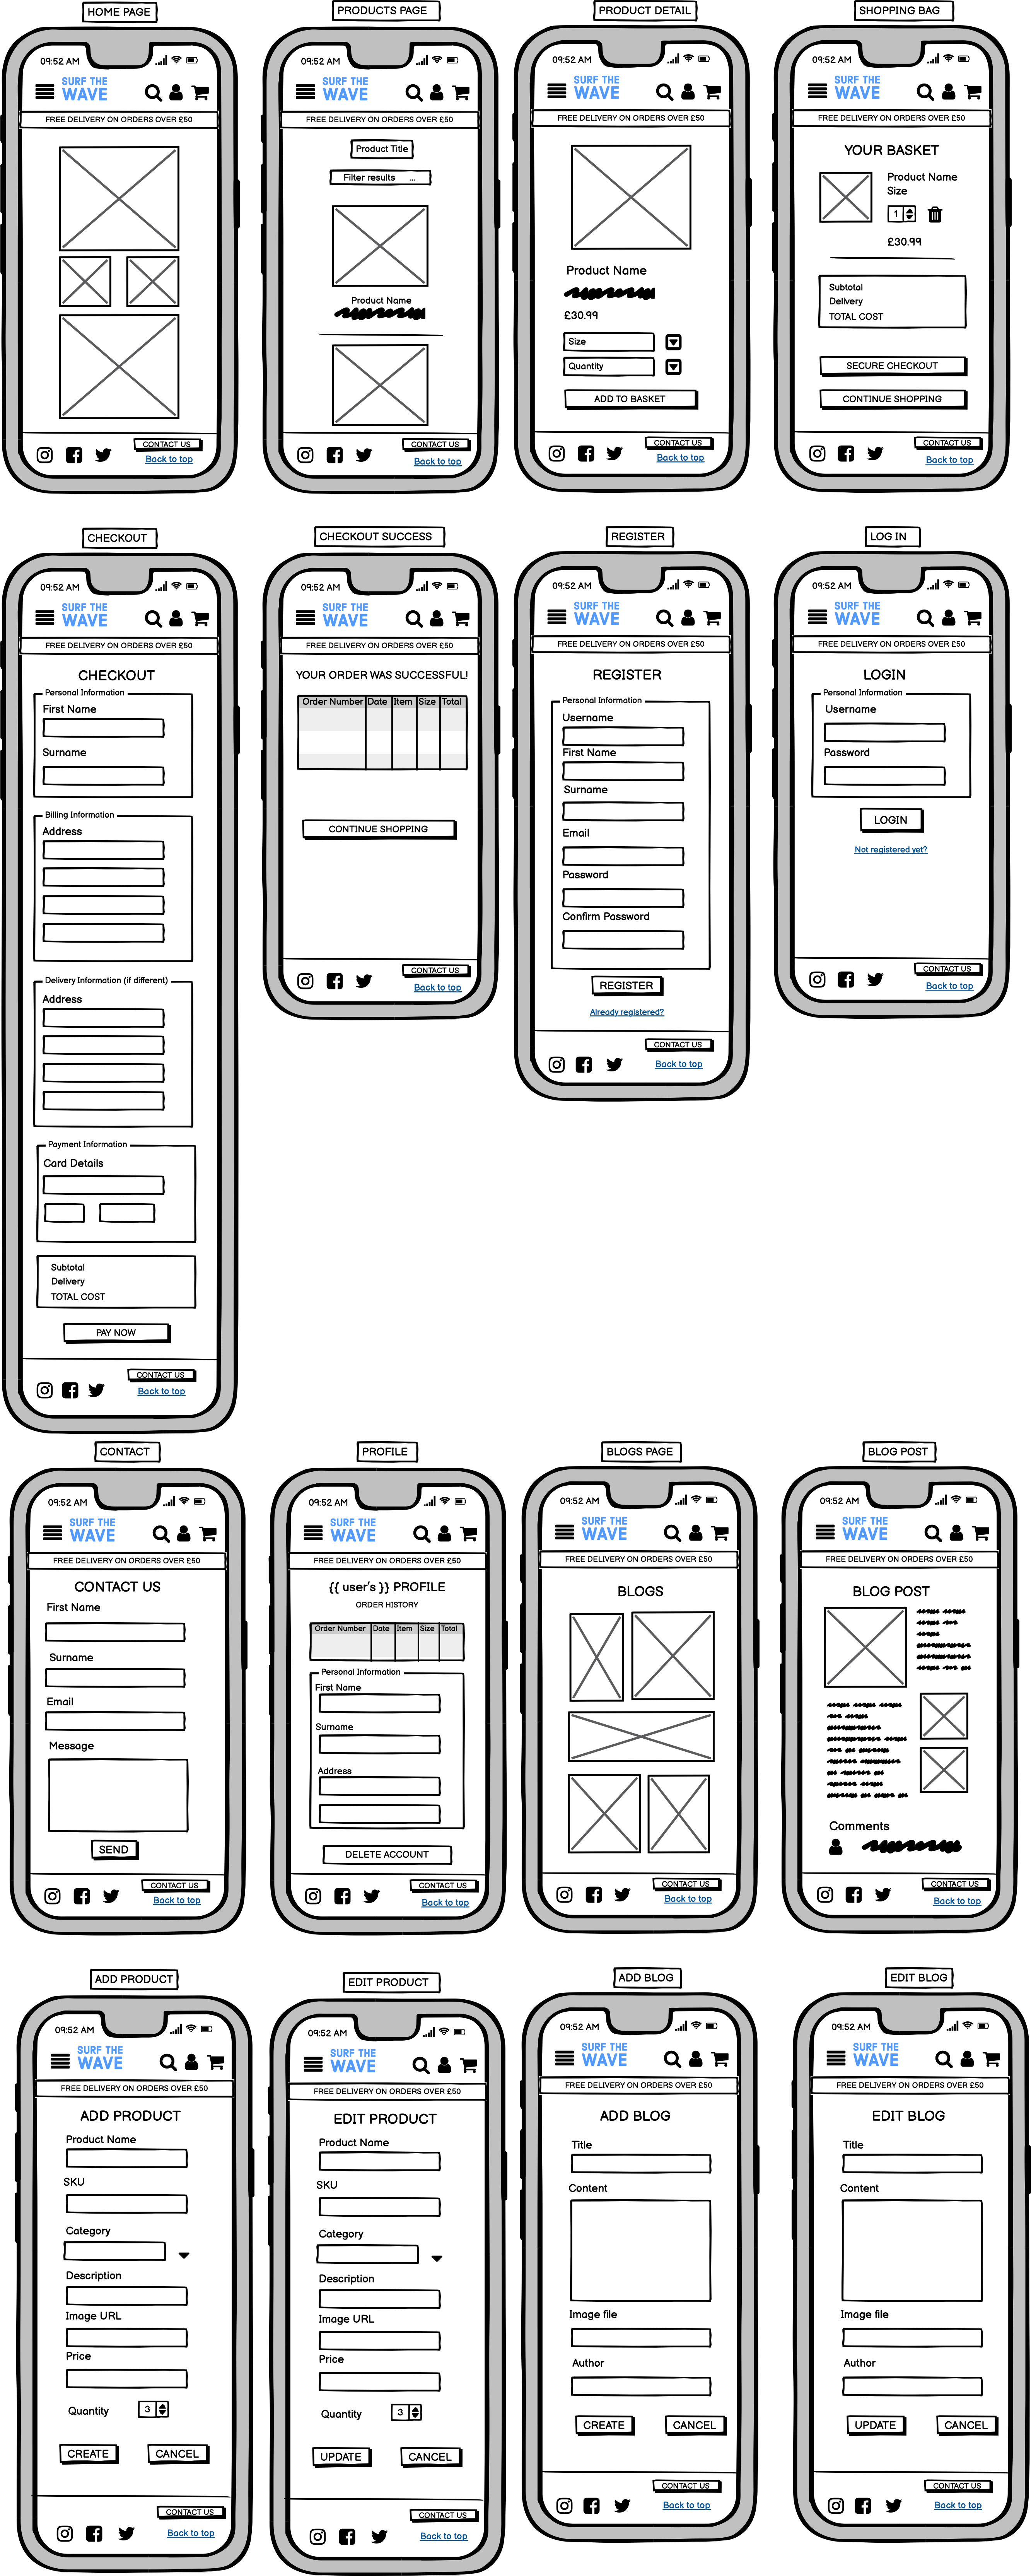 HOME PAGE
09:52 AM
SURF THE
WAVE
FREE DELIVERY ON ORDERS OVER £50
CONTACT US
Back to top
PRODUCTS PAGE
09:52 AM
SURF THE
WAVE
FREE DELIVERY ON ORDERS OVER £50
Product Title
Filter results ...
Product Name
CONTACT US
Back to top
PRODUCT DETAIL
09:52 AM
SURF THE
WAVE
FREE DELIVERY ON ORDERS OVER £50
Product Name
£30.99
Size
Quantity
ADD TO BASKET
CONTACT US
Back to top
SHOPPING BAG
09:52 AM
SURF THE
WAVE
FREE DELIVERY ON ORDERS OVER £50
YOUR BASKET
Product Name
Size
1
£30.99
Subtotal
Delivery
TOTAL COST
SECURE CHECKOUT
CONTINUE SHOPPING
CONTACT US
Back to top
CHECKOUT
09:52 AM
SURF THE
WAVE
FREE DELIVERY ON ORDERS OVER £50
CHECKOUT
Personal Information
First Name
Surname
Billing Information
Address
Delivery Information (if different)
Address
Payment Information
Card Details
Subtotal
Delivery
TOTAL COST
PAY NOW
CONTACT US
Back to top
CHECKOUT SUCCESS
09:52 AM
SURF THE
WAVE
FREE DELIVERY ON ORDERS OVER £50
YOUR ORDER WAS SUCCESSFUL!
Order Number Date Item Size Total
CONTINUE SHOPPING
CONTACT US
Back to top
REGISTER
09:52 AM
SURF THE
WAVE
FREE DELIVERY ON ORDERS OVER £50
REGISTER
Personal Information
Username
First Name
Surname
Email
Password
Confirm Password
REGISTER
Already registered?
CONTACT US
Back to top
LOG IN
09:52 AM
SURF THE
WAVE
FREE DELIVERY ON ORDERS OVER £50
LOGIN
Personal Information
Username
Password
LOGIN
Not registered yet?
CONTACT US
Back to top
CONTACT
09:52 AM
SURF THE
WAVE
FREE DELIVERY ON ORDERS OVER £50
CONTACT US
First Name
Surname
Email
Message
SEND
CONTACT US
Back to top
PROFILE
09:52 AM
SURF THE
WAVE
FREE DELIVERY ON ORDERS OVER £50
{{ user's }} PROFILE
ORDER HISTORY
Order Number Date Item Size Total
Personal Information
First Name
Surname
Address
DELETE ACCOUNT
CONTACT US
Back to top
BLOGS PAGE
09:52 AM
SURF THE
WAVE
FREE DELIVERY ON ORDERS OVER £50
BLOGS
CONTACT US
Back to top
BLOG POST
09:52 AM
SURF THE
WAVE
FREE DELIVERY ON ORDERS OVER £50
BLOG POST
Comments
CONTACT US
Back to top
ADD PRODUCT
09:52 AM
SURF THE
WAVE
FREE DELIVERY ON ORDERS OVER £50
ADD PRODUCT
Product Name
SKU
Category
Description
Image URL
Price
Quantity 3
CREATE CANCEL
CONTACT US
Back to top
EDIT PRODUCT
09:52 AM
SURF THE
WAVE
FREE DELIVERY ON ORDERS OVER £50
EDIT PRODUCT
Product Name
SKU
Category
Description
Image URL
Price
Quantity 3
UPDATE CANCEL
CONTACT US
Back to top
ADD BLOG
09:52 AM
SURF THE
WAVE
FREE DELIVERY ON ORDERS OVER £50
ADD BLOG
Title
Content
Image file
Author
CREATE CANCEL
CONTACT US
Back to top
EDIT BLOG
09:52 AM
SURF THE
WAVE
FREE DELIVERY ON ORDERS OVER £50
EDIT BLOG
Title
Content
Image file
Author
UPDATE CANCEL
CONTACT US
Back to top